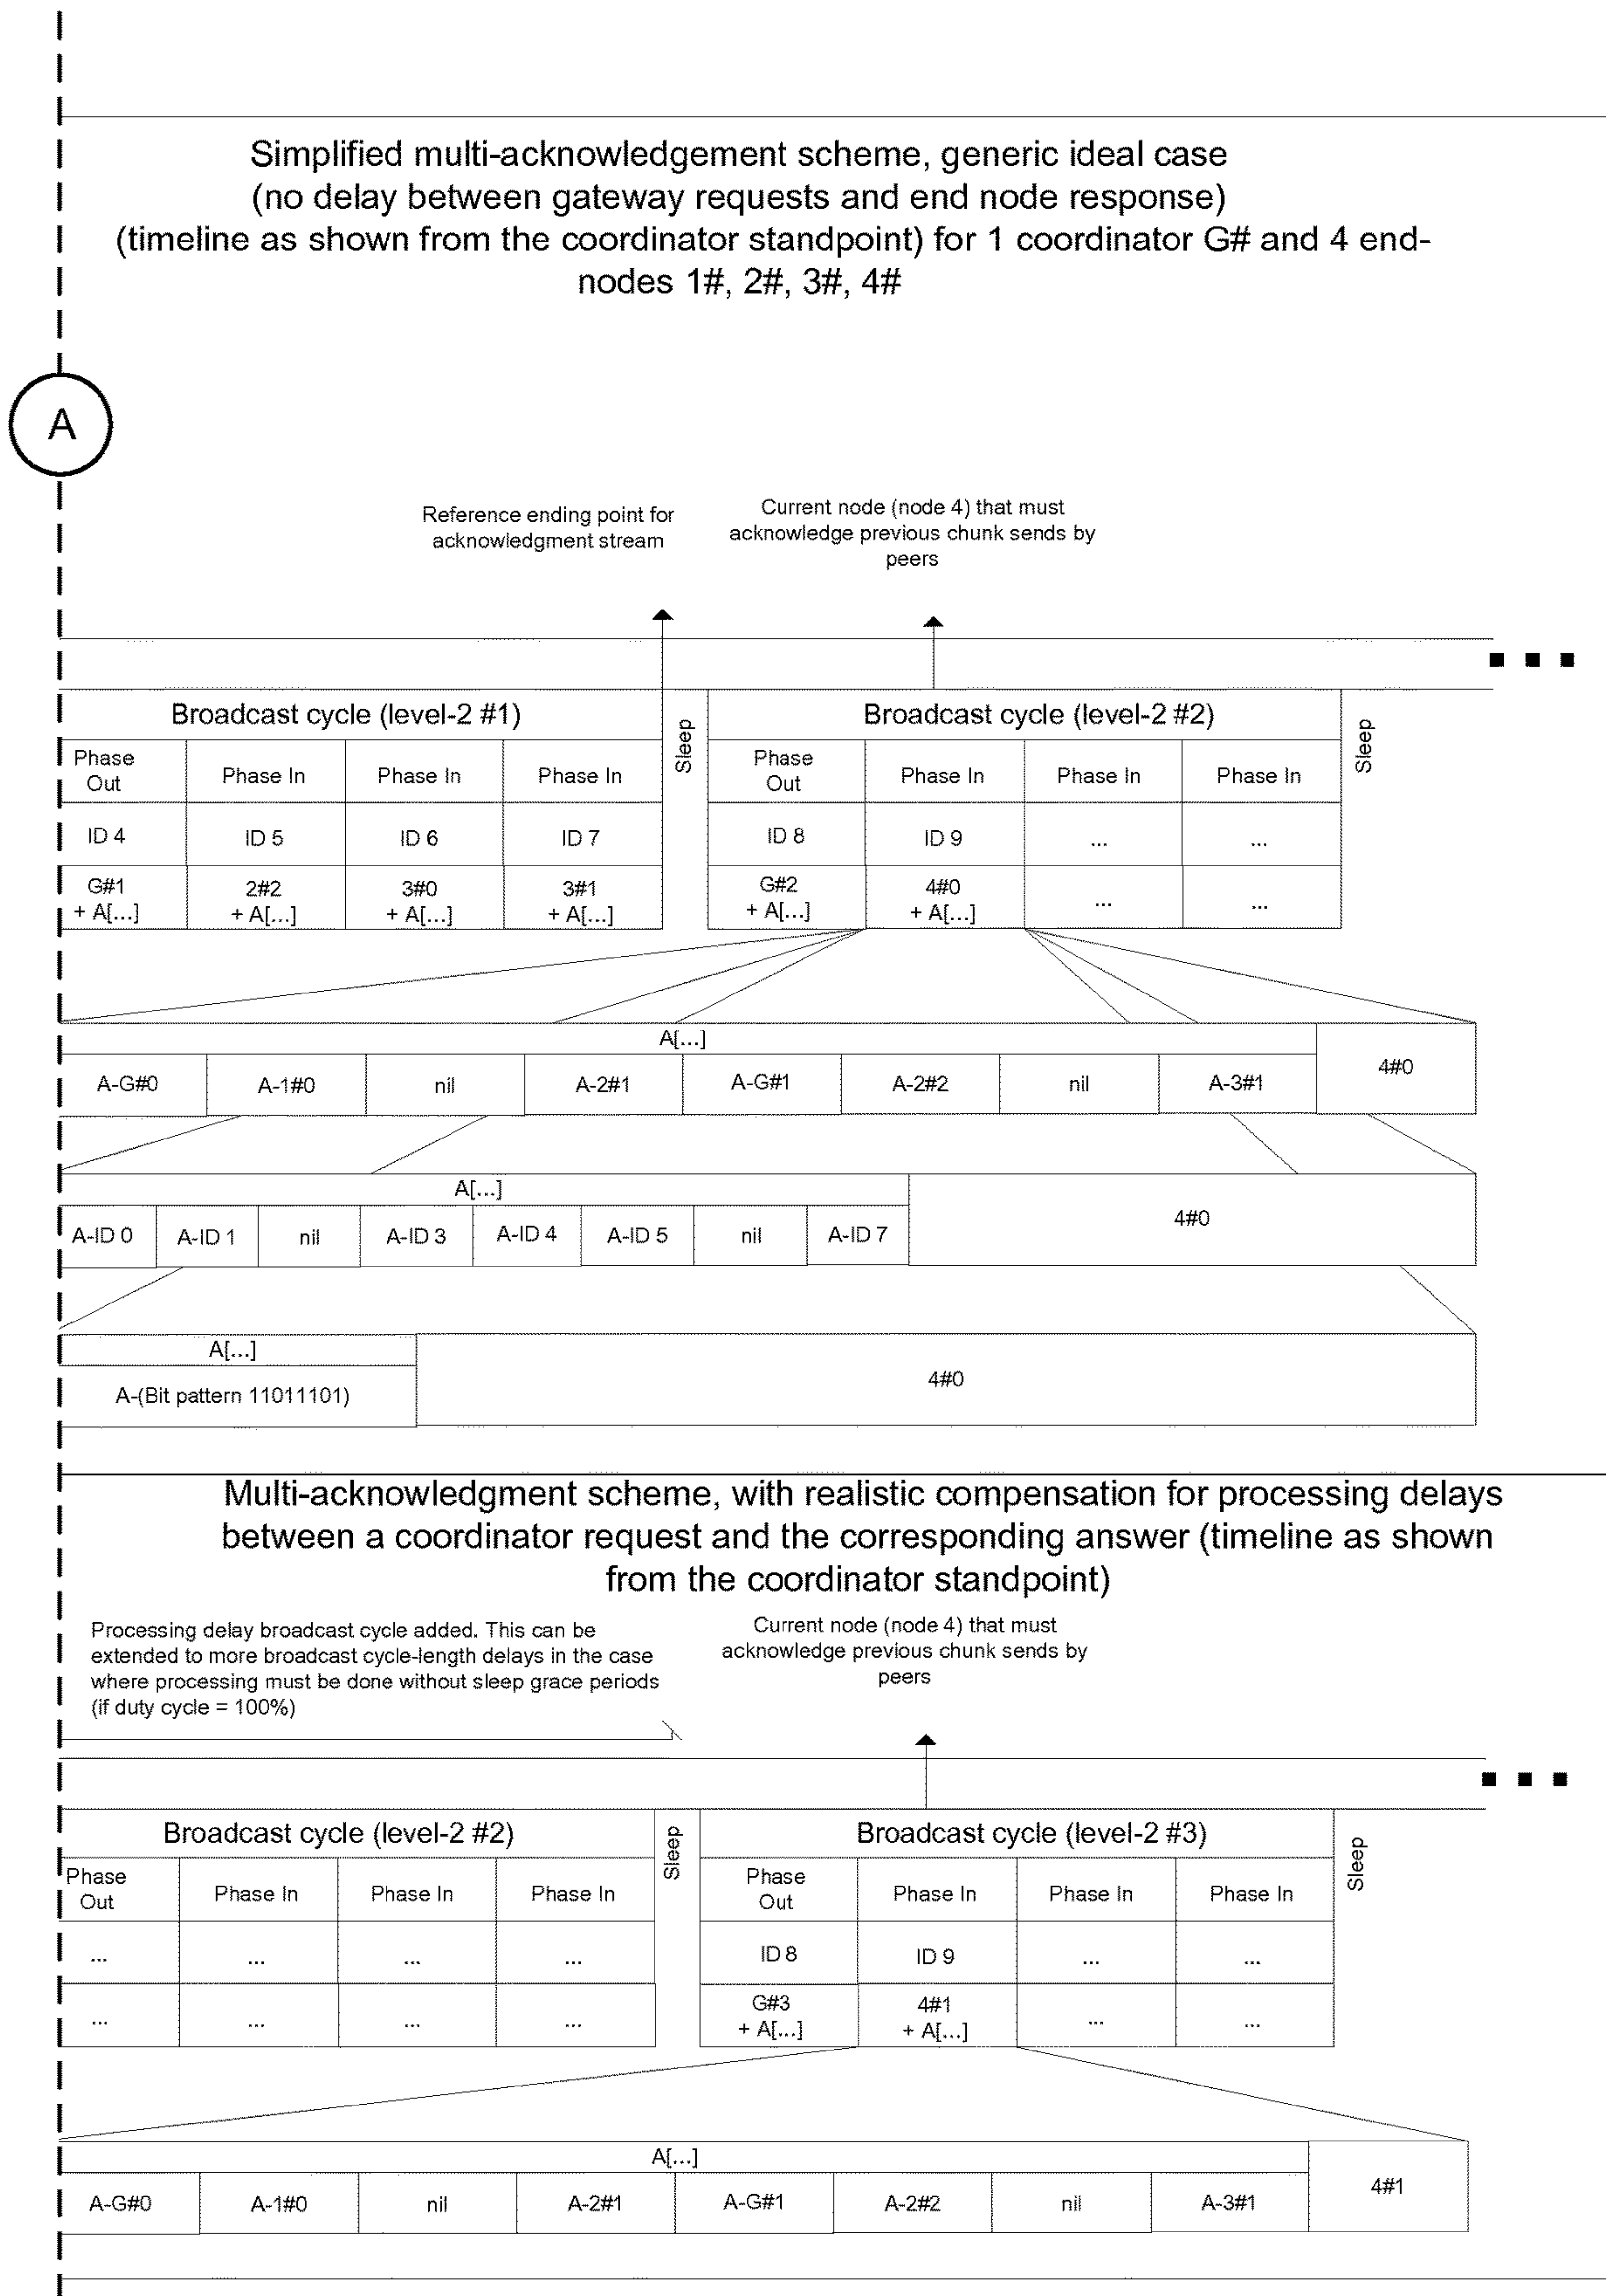 Simplified multi-acknowledgement scheme, generic ideal case
(no delay between gateway requests and end node response)
(timeline as shown from the coordinator standpoint) for 1 coordinator G# and 4 end-
nodes 1#, 2#, 3#, 4#
A
Reference ending point for
acknowledgment stream
Current node (node 4) that must
acknowledge previous chunk sends by
peers
Broadcast cycle (level-2 #1)
Sleep
Broadcast cycle (level-2 #2)
Sleep
Phase
Out
Phase In
Phase In
Phase In
Phase
Out
Phase In
Phase In
Phase In
ID 4
ID 5
ID 6
ID 7
ID 8
ID 9
...
...
G#1
+ A[...]
2#2
+ A[...]
3#0
+ A[...]
3#1
+ A[...]
G#2
+ A[...]
4#0
+ A[...]
...
...
A[...]
A-G#0
A-1#0
nil
A-2#1
A-G#1
A-2#2
nil
A-3#1
4#0
A[...]
A-ID 0
A-ID 1
nil
A-ID 3
A-ID 4
A-ID 5
nil
A-ID 7
4#0
A[...]
A-(Bit pattern 11011101)
4#0
Multi-acknowledgment scheme, with realistic compensation for processing delays
between a coordinator request and the corresponding answer (timeline as shown
from the coordinator standpoint)
Processing delay broadcast cycle added. This can be
extended to more broadcast cycle-length delays in the case
where processing must be done without sleep grace periods
(if duty cycle = 100%)
Current node (node 4) that must
acknowledge previous chunk sends by
peers
Broadcast cycle (level-2 #2)
Sleep
Broadcast cycle (level-2 #3)
Sleep
Phase
Out
Phase In
Phase In
Phase In
Phase
Out
Phase In
Phase In
Phase In
...
...
...
...
ID 8
ID 9
...
...
...
...
...
...
G#3
+ A[...]
4#1
+ A[...]
...
...
A[...]
A-G#0
A-1#0
nil
A-2#1
A-G#1
A-2#2
nil
A-3#1
4#1